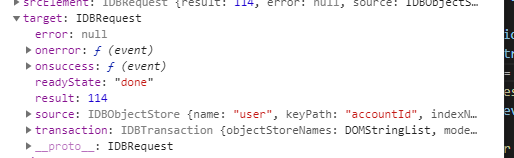 srcElement: IDBRequest {result: 114, error: null, source: IDBObjectS…
▼target: IDBRequest
error: null
▶onerror: ƒ (event)
▶onsuccess: ƒ (event)
readyState: "done"
result: 114
▶source: IDBObjectStore {name: "user", keyPath: "accountId", indexN…
▶transaction: IDBTransaction {objectStoreNames: DOMStringList, mode…
▶__proto__: IDBRequest